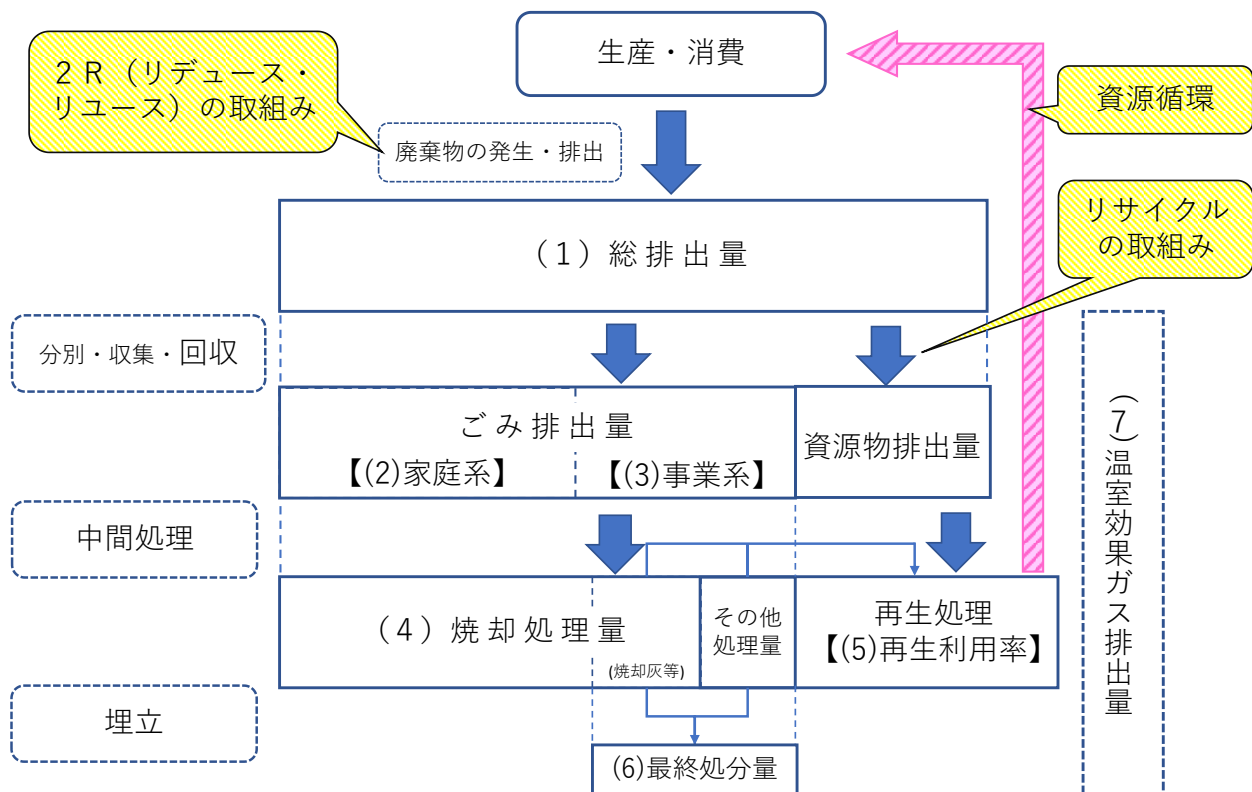 生産・消費
２Ｒ（リデュース・
リユース）の取組み
資源循環
廃棄物の発生・排出
リサイクル
の取組み
（１）総排出量
分別・収集・回収
ごみ排出量
【(2)家庭系】
【(3)事業系】
資源物排出量
(７)温室効果ガス排出量
中間処理
（４）焼却処理量
(焼却灰等)
その他
処理量
再生処理
【(5)再生利用率】
埋立
(6)最終処分量